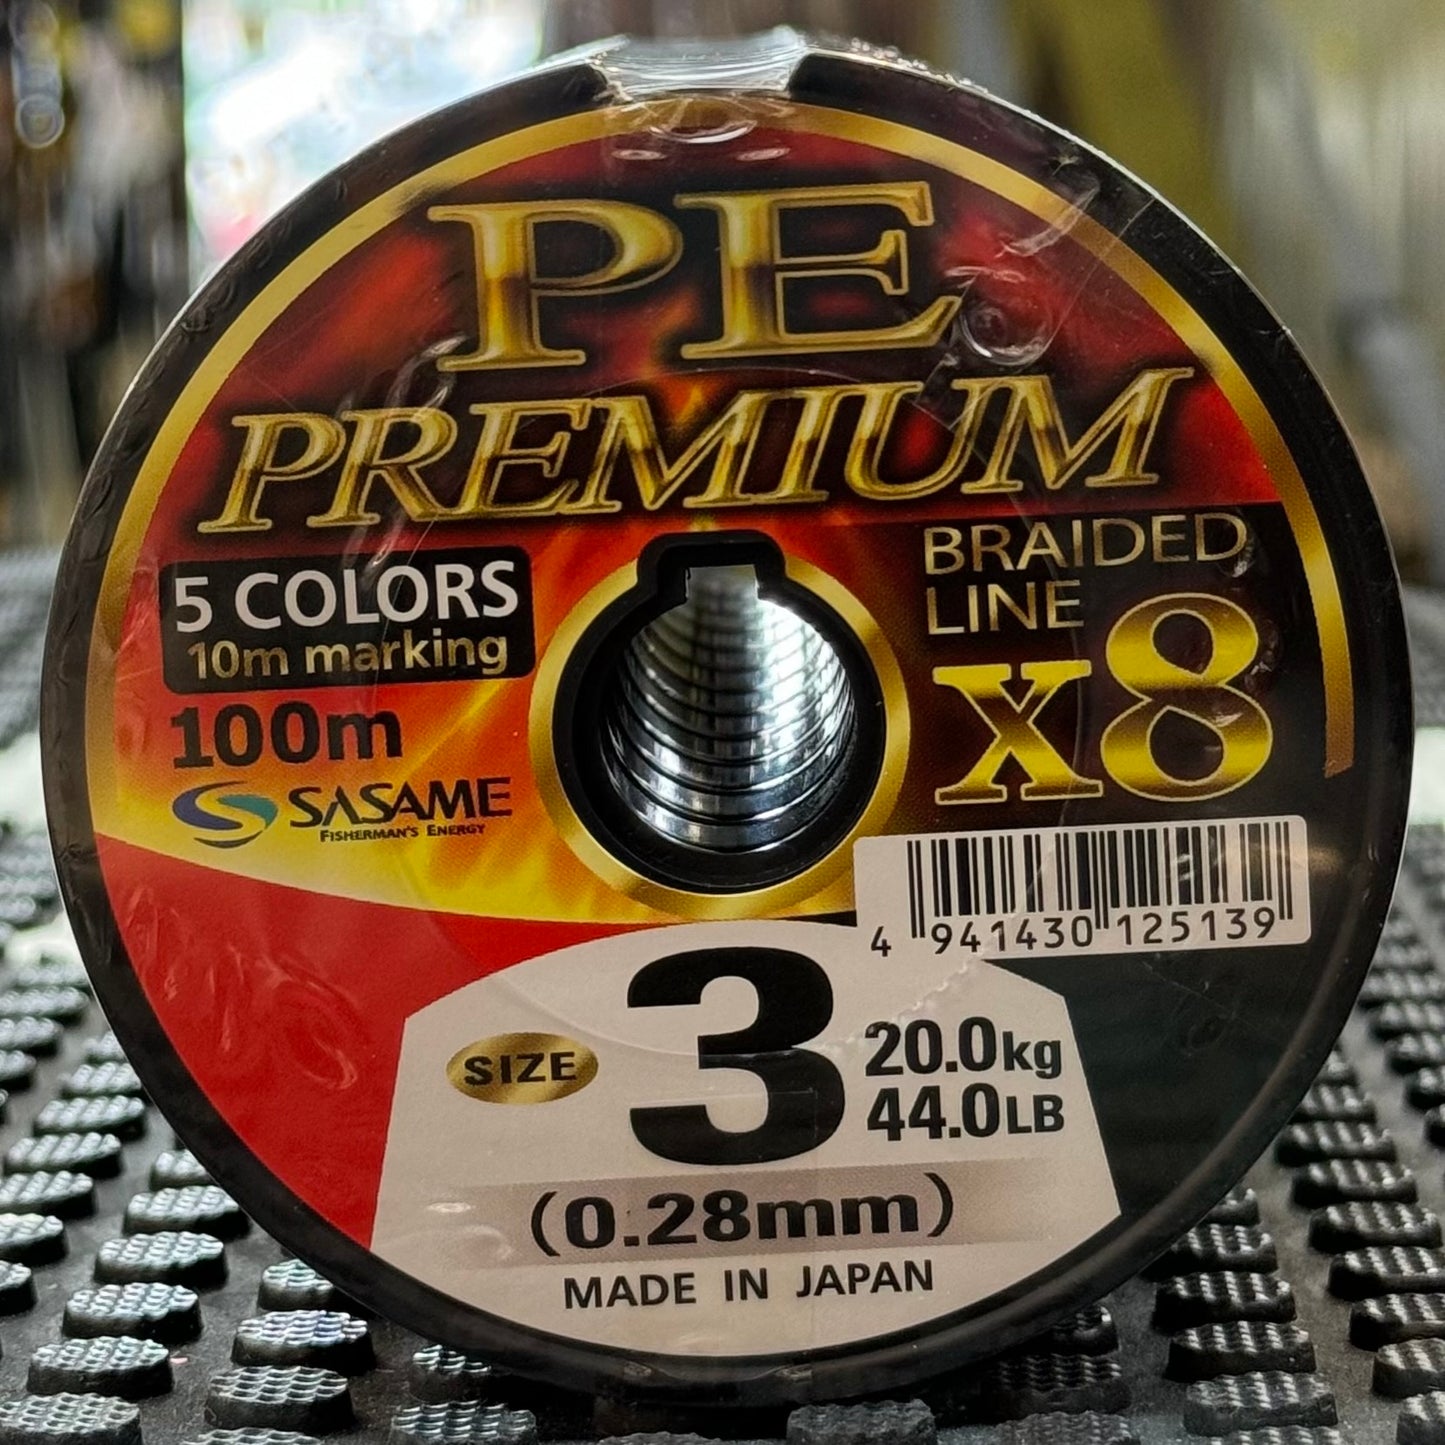 PE
PREMIUM
5 COLORS
10m marking
100m
SASAME
FISHERMAN'S ENERGY
BRAIDED
LINE
x8
4 941430 125139
SIZE
3
20.0kg
44.0LB
(0.28mm)
MADE IN JAPAN